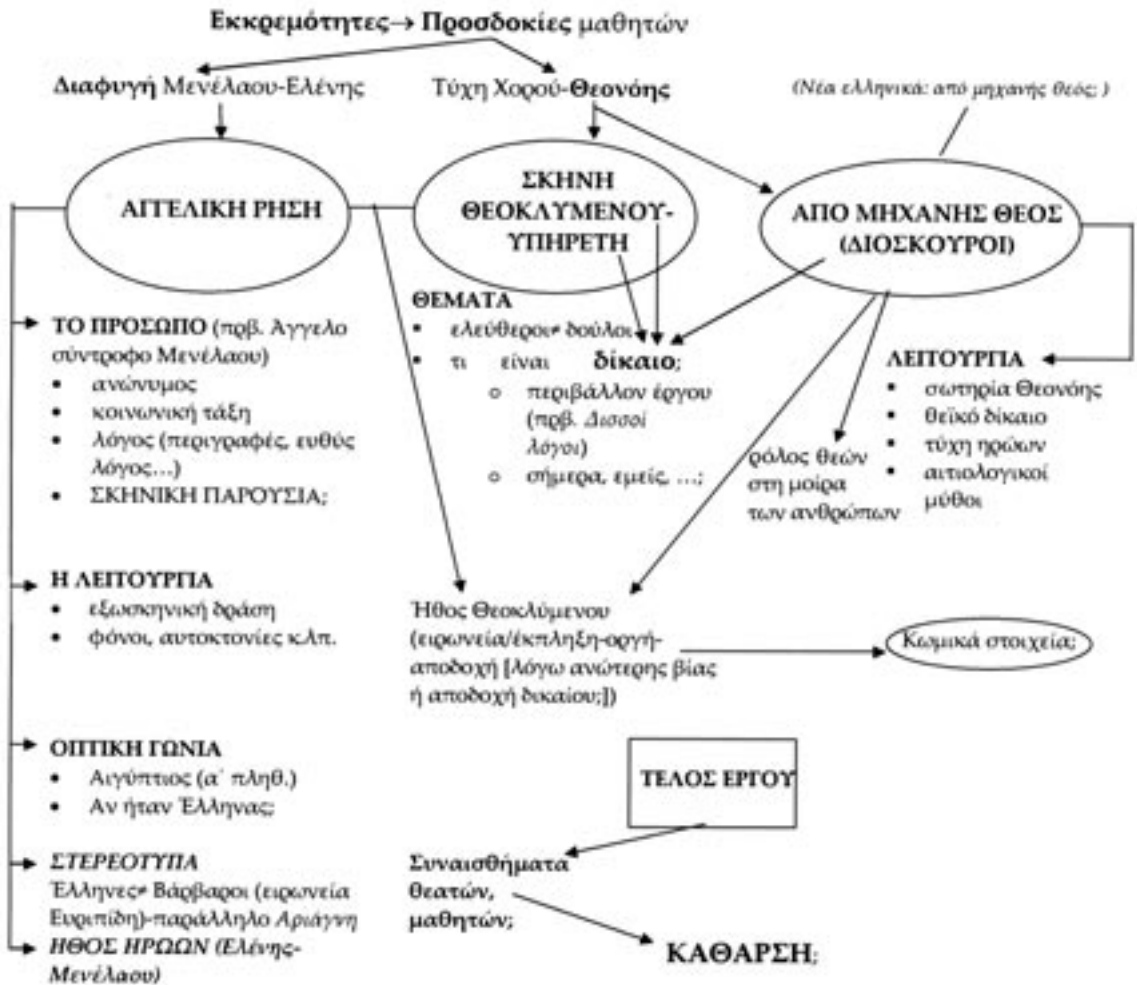 Εκκρεμότητες→ Προσδοκίες μαθητών
Διαφυγή Μενέλαου-Ελένης
Τύχη Χορού-Θεονόης
(Νέα ελληνικά: από μηχανής θεός; )
ΑΓΓΕΛΙΚΗ ΡΗΣΗ
ΣΚΗΝΗ
ΘΕΟΚΛΥΜΕΝΟΥ-
ΥΠΗΡΕΤΗ
ΑΠΟ ΜΗΧΑΝΗΣ ΘΕΟΣ
(ΔΙΟΣΚΟΥΡΟΙ)
ΤΟ ΠΡΟΣΩΠΟ (πρβ. Άγγελο
σύντροφο Μενέλαου)
• ανώνυμος
• κοινωνική τάξη
• λόγος (περιγραφές, ευθύς
λόγος…)
• ΣΚΗΝΙΚΗ ΠΑΡΟΥΣΙΑ;
ΘΕΜΑΤΑ
▪ ελεύθεροι≠ δούλοι
▪ τι είναι δίκαιο;
o περιβάλλον έργου
(πρβ. Δισσοί
λόγοι)
o σήμερα, εμείς, …;
ΛΕΙΤΟΥΡΓΙΑ
• σωτηρία Θεονόης
• θεϊκό δίκαιο
• τύχη ηρώων
• αιτιολογικοί
μύθοι
ρόλος θεών
στη μοίρα
των ανθρώπων
Η ΛΕΙΤΟΥΡΓΙΑ
• εξωσκηνική δράση
• φόνοι, αυτοκτονίες κ.λπ.
Ήθος Θεοκλύμενου
(ειρωνεία/έκπληξη-οργή-
αποδοχή [λόγω ανώτερης βίας
ή αποδοχή δικαίου;])
Κωμικά στοιχεία;
ΟΠΤΙΚΗ ΓΩΝΙΑ
• Αιγύπτιος (α΄ πληθ.)
• Αν ήταν Έλληνας;
ΤΕΛΟΣ ΕΡΓΟΥ
ΣΤΕΡΕΟΤΥΠΑ
Έλληνες≠ Βάρβαροι (ειρωνεία
Ευριπίδη)-παράλληλο Αριάγνη
ΗΘΟΣ ΗΡΩΩΝ (Ελένης-
Μενέλαου)
Συναισθήματα
θεατών,
μαθητών;
ΚΑΘΑΡΣΗ;